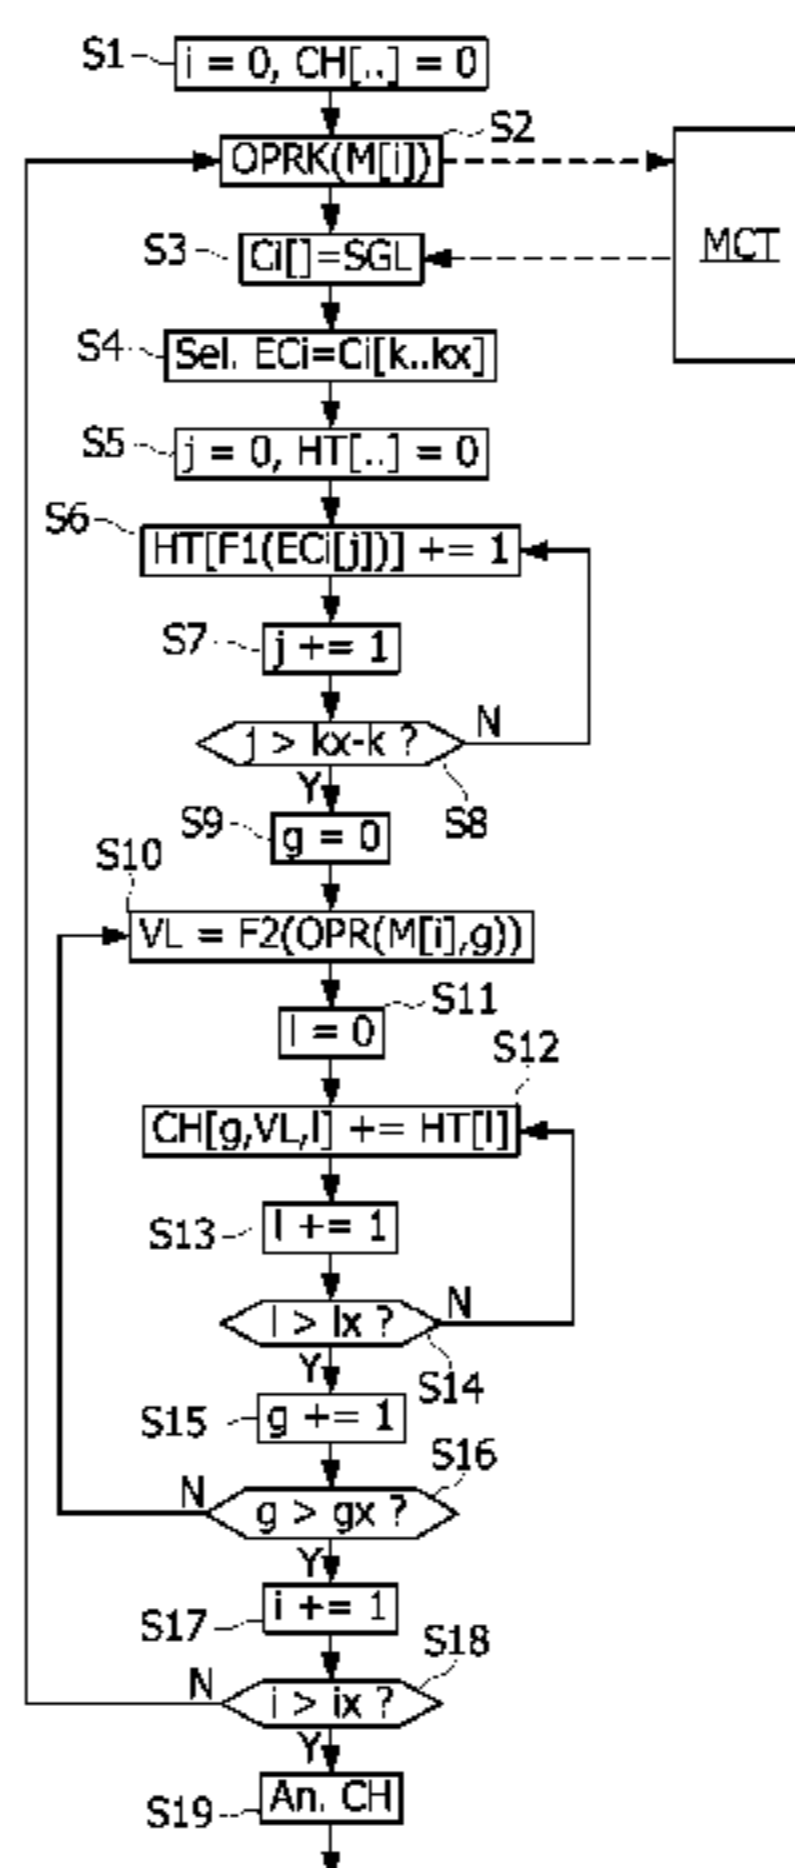 S1
i = 0, CH[..] = 0
S2
OPRK(M[i])
MCT
S3
Ci[]=SGL
S4
Sel. ECi=Ci[k..kx]
S5
j = 0, HT[..] = 0
S6
HT[F1(ECi[j])] += 1
S7
j += 1
N
j > kx-k ?
Y
S8
S9
g = 0
S10
VL = F2(OPR(M[i],g))
S11
l = 0
S12
CH[g,VL,l] += HT[l]
S13
l += 1
N
l > lx ?
Y
S14
S15
g += 1
S16
N
g > gx ?
Y
S17
i += 1
S18
N
i > ix ?
Y
S19
An. CH